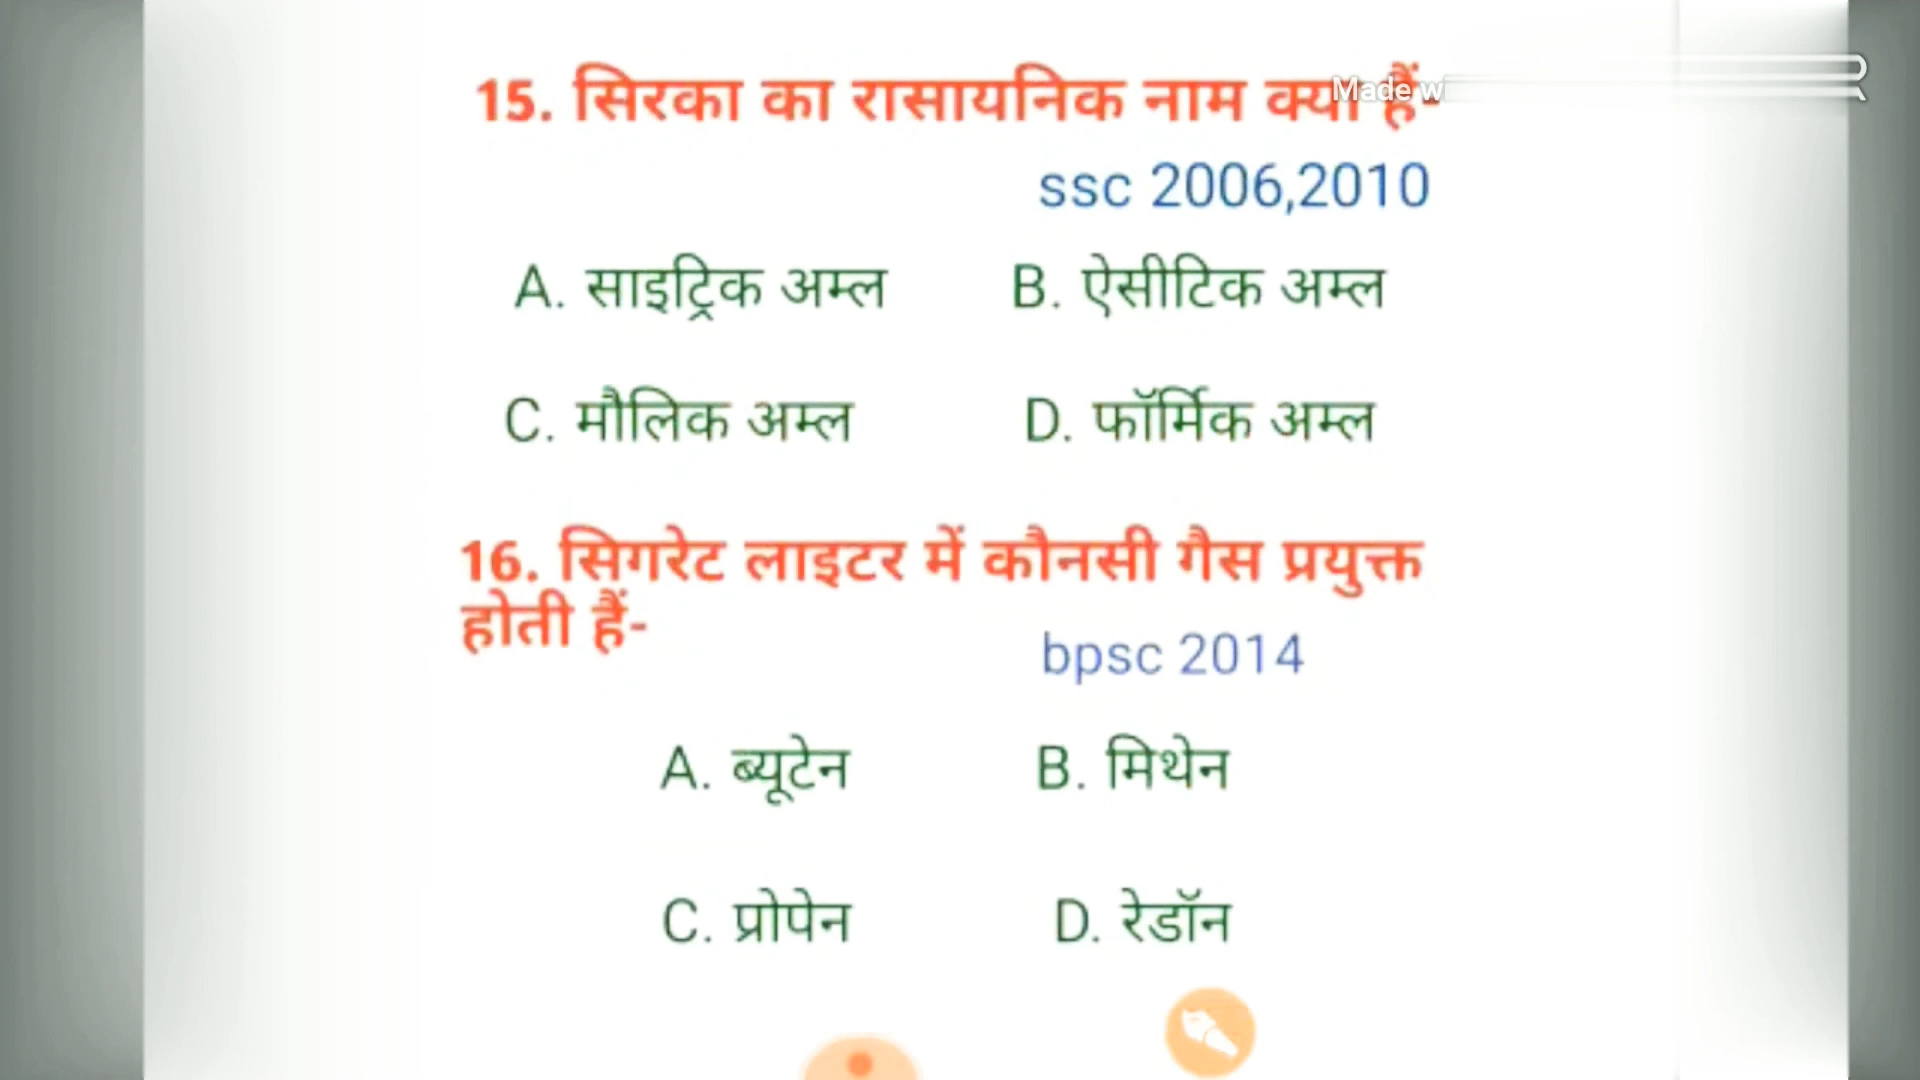 15. सिरका का रासायनिक नाम क्या हैं-
Made w
ssc 2006,2010
A. साइट्रिक अम्ल B. ऐसीटिक अम्ल
C. मौलिक अम्ल D. फॉर्मिक अम्ल
16. सिगरेट लाइटर में कौनसी गैस प्रयुक्त
होती हैं-
bpsc 2014
A. ब्यूटेन B. मिथेन
C. प्रोपेन D. रेडॉन